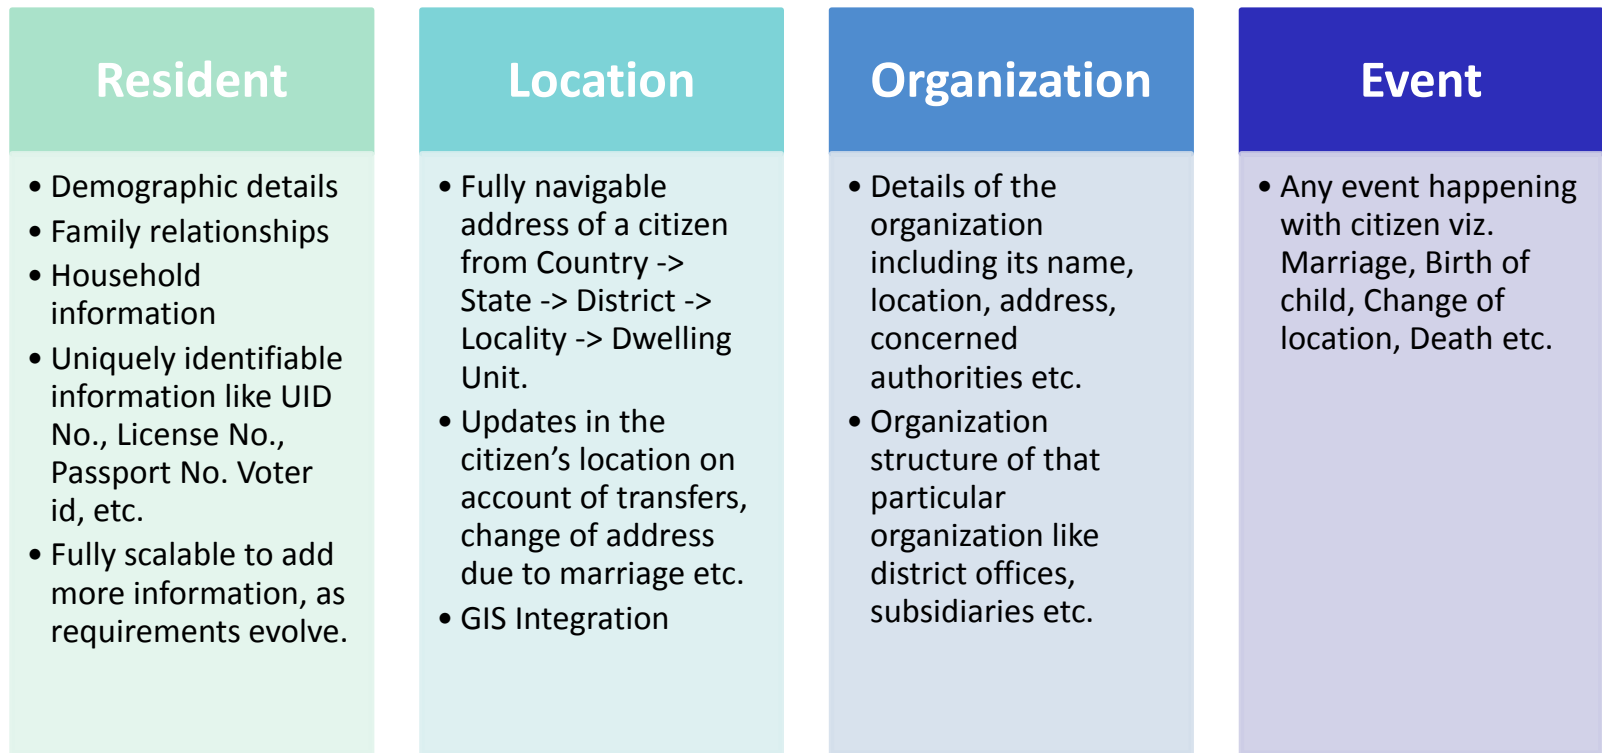 Resident
• Demographic details
• Family relationships
• Household
information
• Uniquely identifiable
information like UID
No., License No.,
Passport No. Voter
id, etc.
• Fully scalable to add
more information, as
requirements evolve.
Location
• Fully navigable
address of a citizen
from Country ->
State -> District ->
Locality -> Dwelling
Unit.
• Updates in the
citizen’s location on
account of transfers,
change of address
due to marriage etc.
• GIS Integration
Organization
• Details of the
organization
including its name,
location, address,
concerned
authorities etc.
• Organization
structure of that
particular
organization like
district offices,
subsidiaries etc.
Event
• Any event happening
with citizen viz.
Marriage, Birth of
child, Change of
location, Death etc.